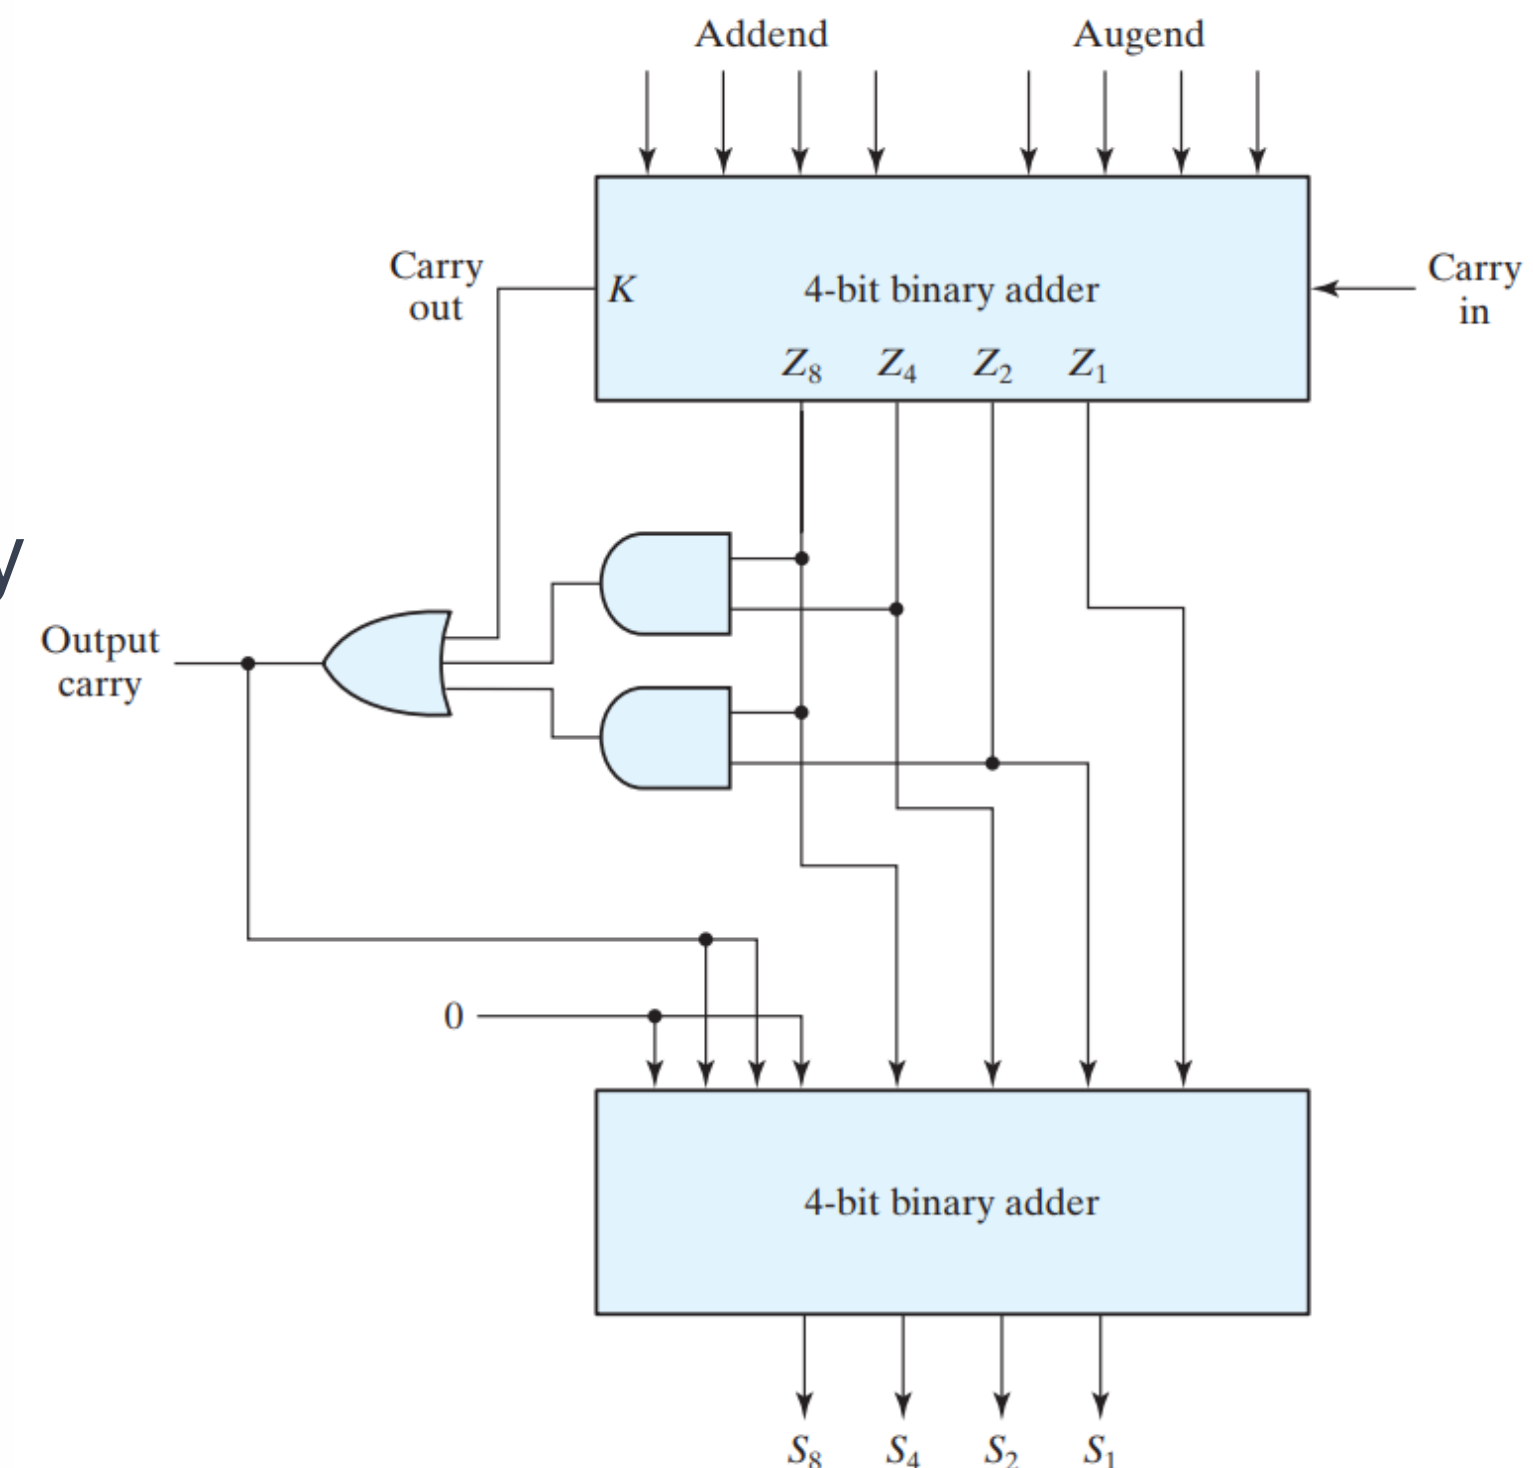 Addend
Augend
Carry
out
K
4-bit binary adder
Carry
in
Z8 Z4 Z2 Z1
y
Output
carry
0
4-bit binary adder
S8 S4 S2 S1